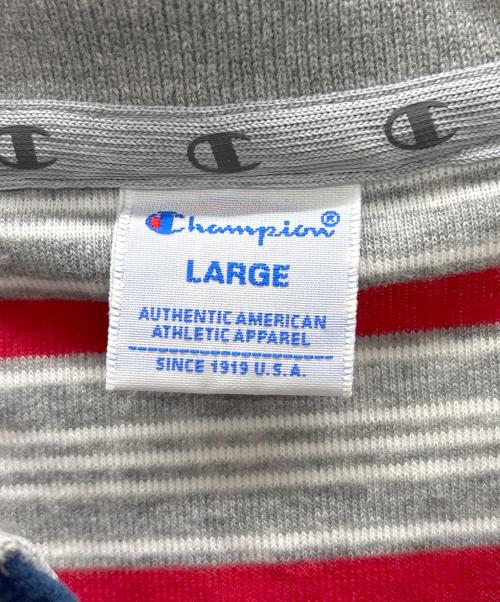 Champion®
LARGE
AUTHENTIC AMERICAN
ATHLETIC APPAREL
SINCE 1919 U.S.A.